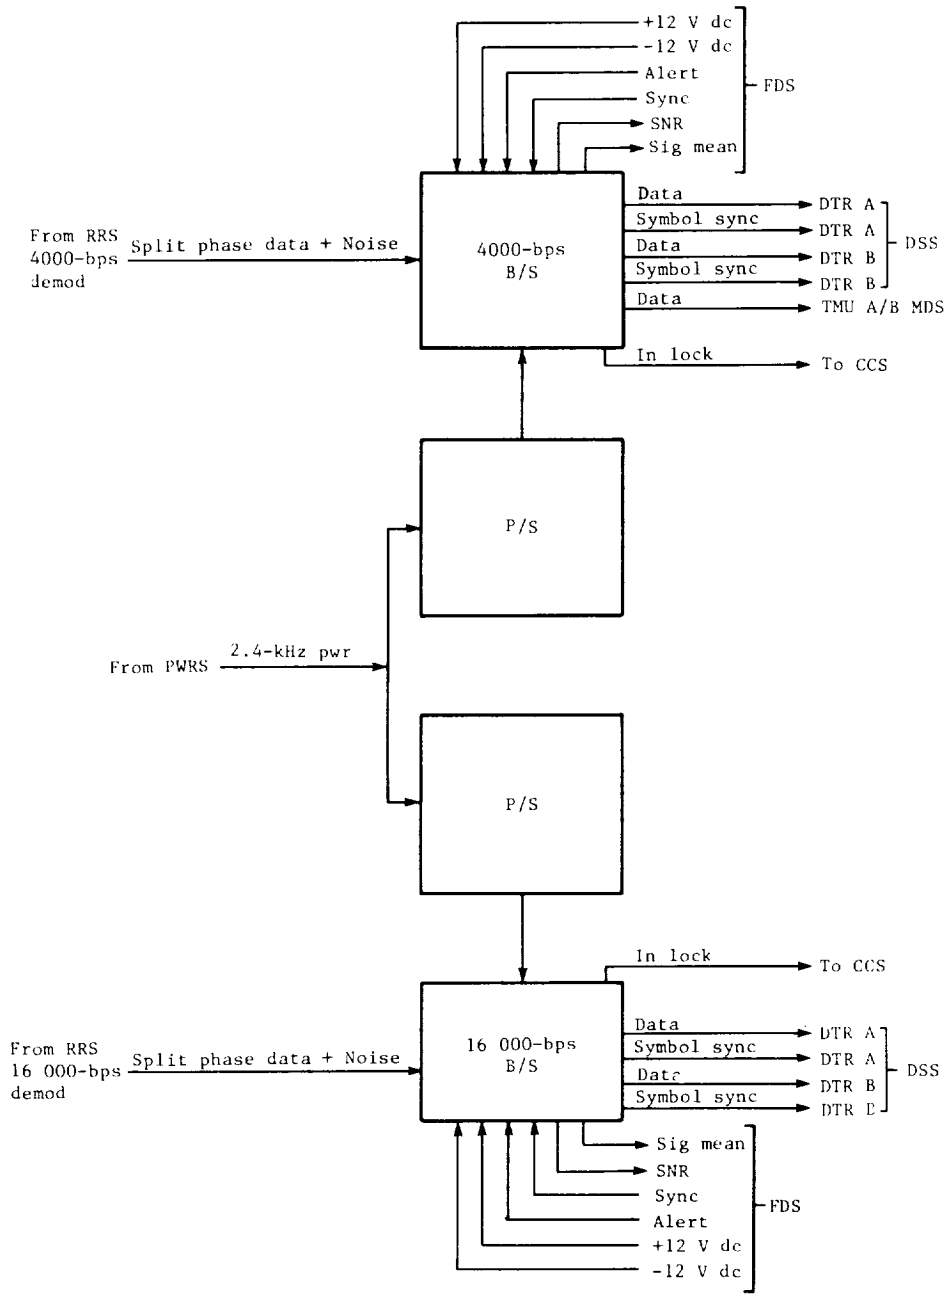 +12 V dc
-12 V dc
Alert
Sync
SNR
Sig mean
FDS
From RRS
4000-bps
demod
Split phase data + Noise
4000-bps
B/S
Data
DTR A
Symbol sync
DTR A
Data
DTR B
Symbol sync
DTR B
DSS
Data
TMU A/B MDS
In lock
To CCS
P/S
From PWRS
2.4-kHz pwr
P/S
In lock
To CCS
From RRS
16 000-bps
demod
Split phase data + Noise
16 000-bps
B/S
Data
DTR A
Symbol sync
DTR A
Data
DTR B
Symbol sync
DTR
DSS
Sig mean
SNR
Sync
Alert
+12 V dc
-12 V dc
FDS